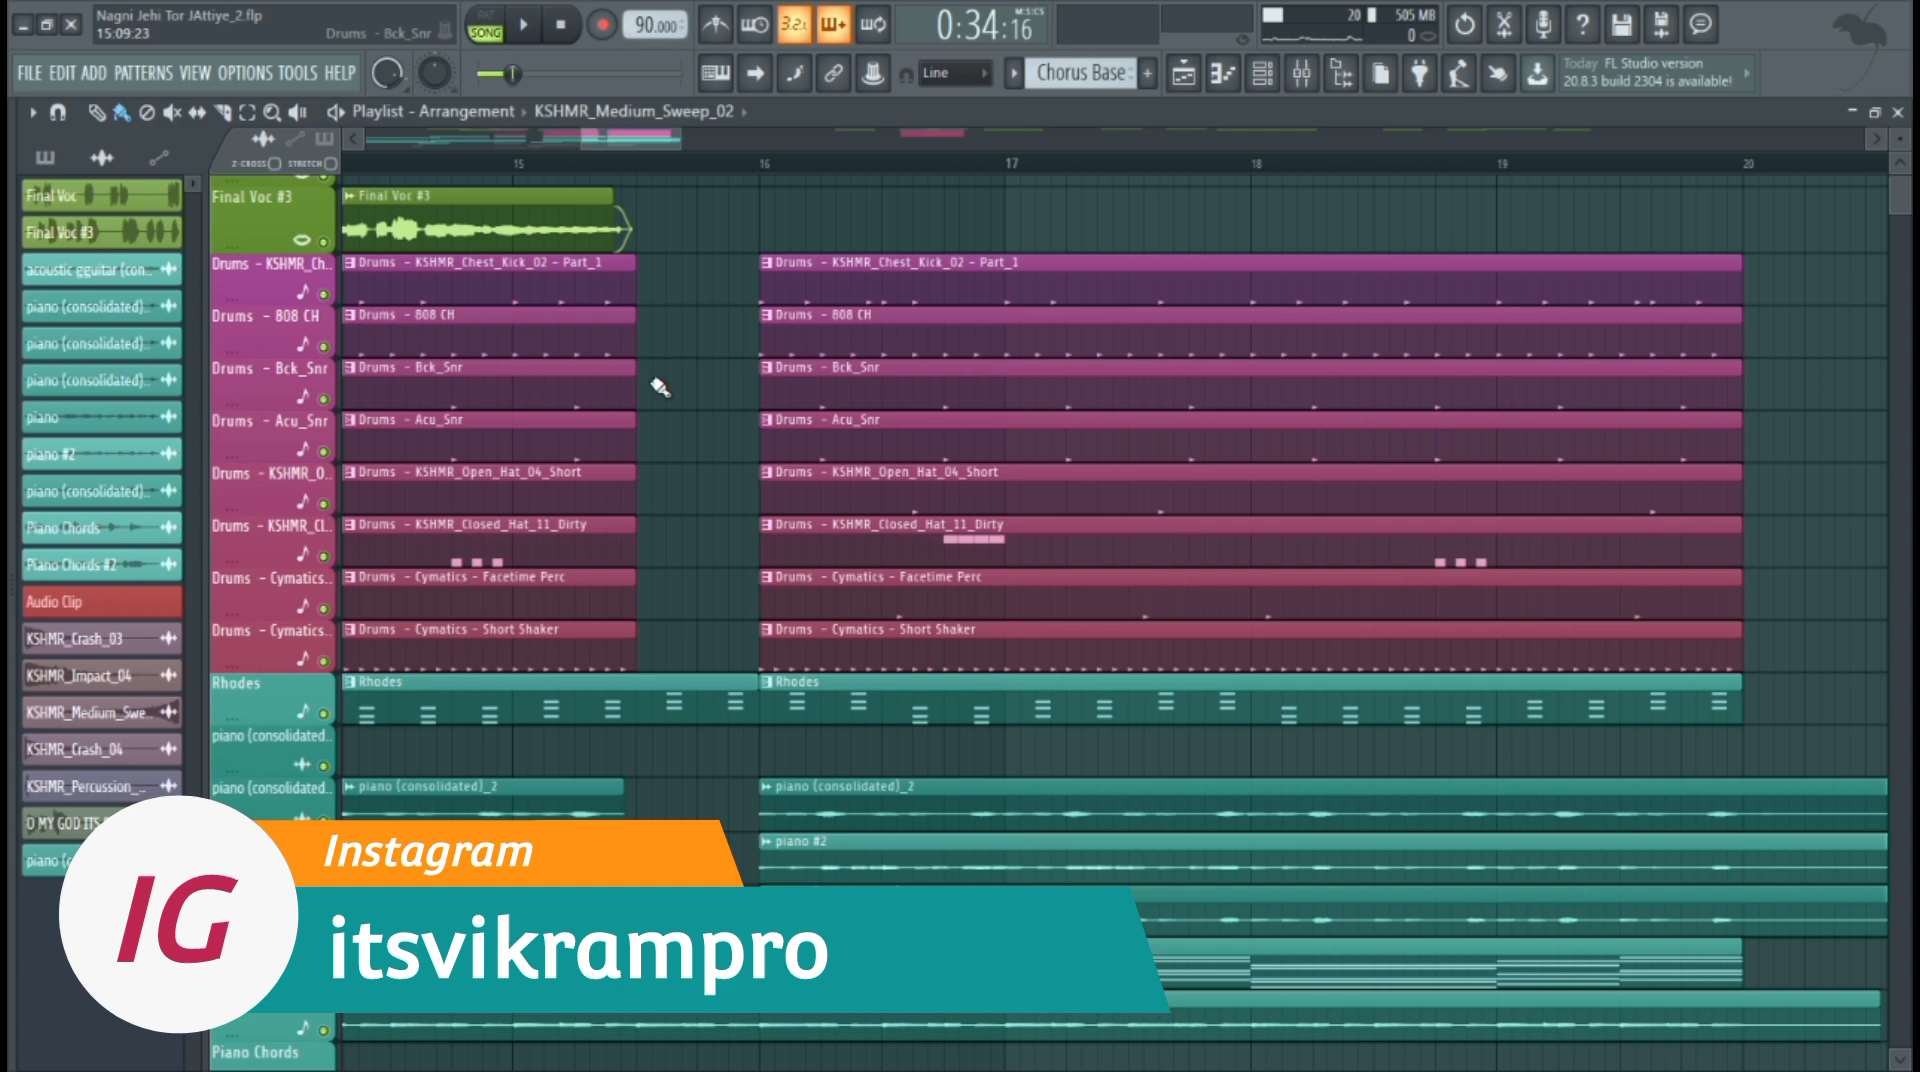 Nagni Jehi Tor JAttiye_2.flp
15:09:23
Drums - Bck_Snr
PAT
SONG
90.000
3.2.1
0:34:16
M:S:CS
20
505 MB
0
FILE EDIT ADD PATTERNS VIEW OPTIONS TOOLS HELP
Line
Chorus Base
Today FL Studio version
20.8.3 build 2304 is available!
Playlist - Arrangement › KSHMR_Medium_Sweep_02
Z-CROSS
STRETCH
15
16
17
18
19
20
Final Voc
Final Voc #3
acoustic gguitar (con..
piano (consolidated)..
piano (consolidated)..
piano (consolidated)..
piano
piano #2
piano (consolidated)..
Piano Chords
Piano Chords #2
Audio Clip
KSHMR_Crash_03
KSHMR_Impact_04
KSHMR_Medium_Swe..
KSHMR_Crash_04
KSHMR_Percussion_..
O MY GOD ITS
Final Voc #3
Final Voc #3
Drums - KSHMR_Ch..
Drums - KSHMR_Chest_Kick_02 - Part_1
Drums - KSHMR_Chest_Kick_02 - Part_1
Drums - 808 CH
Drums - 808 CH
Drums - 808 CH
Drums - Bck_Snr
Drums - Bck_Snr
Drums - Bck_Snr
Drums - Acu_Snr
Drums - Acu_Snr
Drums - Acu_Snr
Drums - KSHMR_O..
Drums - KSHMR_Open_Hat_04_Short
Drums - KSHMR_Open_Hat_04_Short
Drums - KSHMR_Cl..
Drums - KSHMR_Closed_Hat_11_Dirty
Drums - KSHMR_Closed_Hat_11_Dirty
Drums - Cymatics..
Drums - Cymatics - Facetime Perc
Drums - Cymatics - Facetime Perc
Drums - Cymatics..
Drums - Cymatics - Short Shaker
Drums - Cymatics - Short Shaker
Rhodes
Rhodes
Rhodes
piano (consolidated..
piano (consolidated..
piano (consolidated)_2
piano (consolidated)_2
piano #2
Piano Chords
IG
Instagram
itsvikrampro